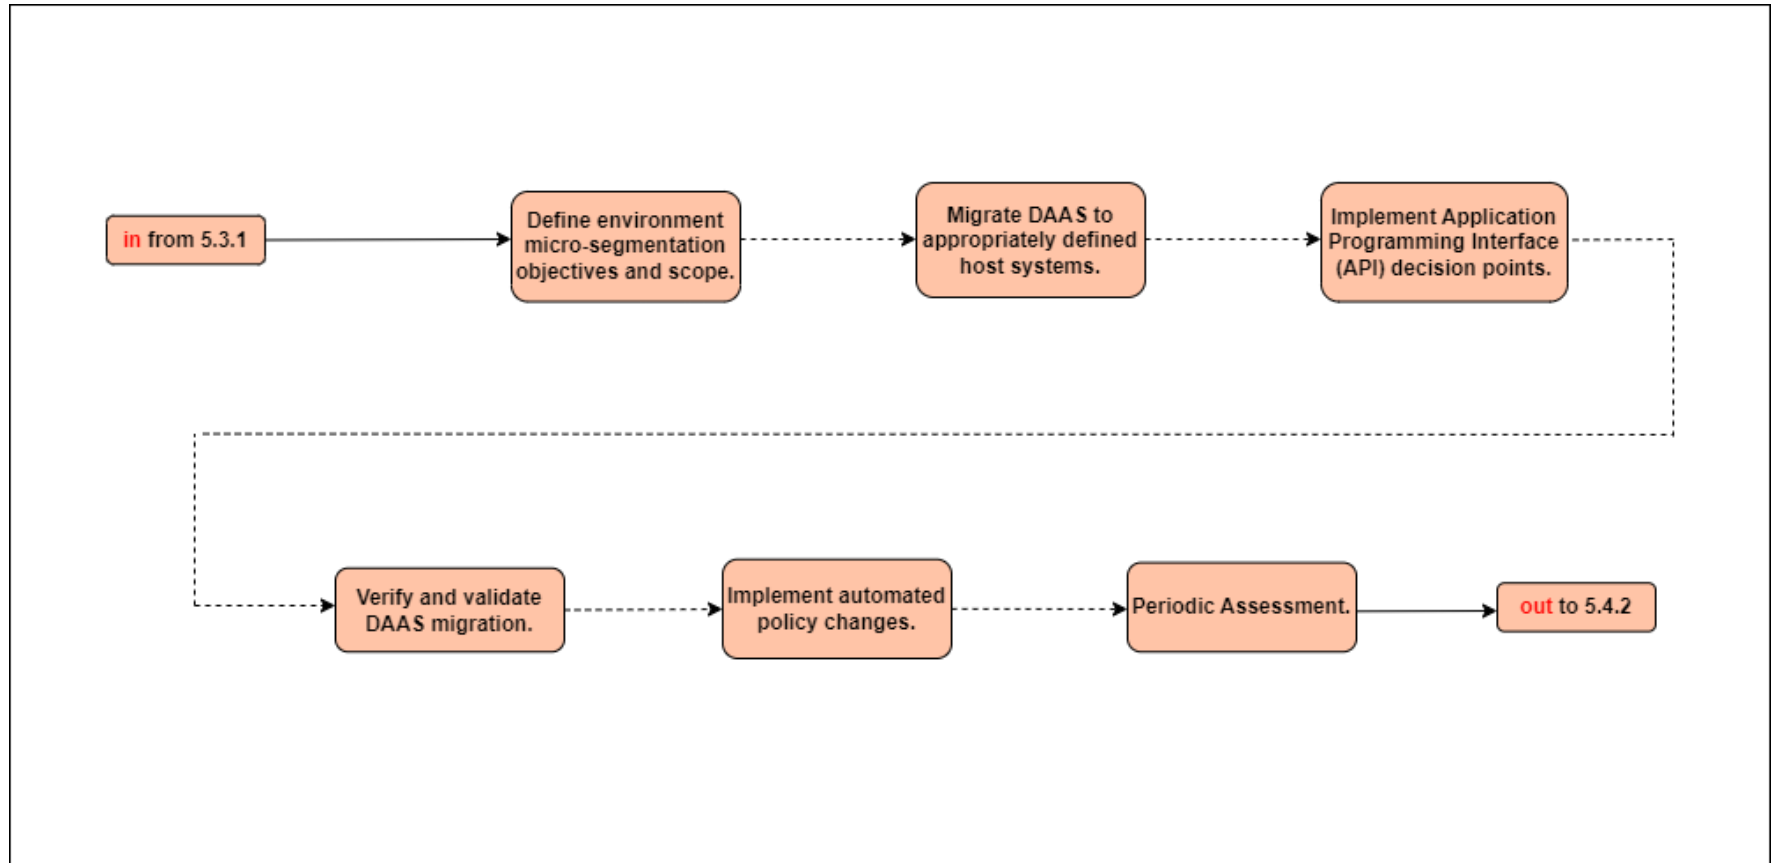 in from 5.3.1
Define environment
micro-segmentation
objectives and scope.
Migrate DAAS to
appropriately defined
host systems.
Implement Application
Programming Interface
(API) decision points.
Verify and validate
DAAS migration.
Implement automated
policy changes.
Periodic Assessment.
out to 5.4.2